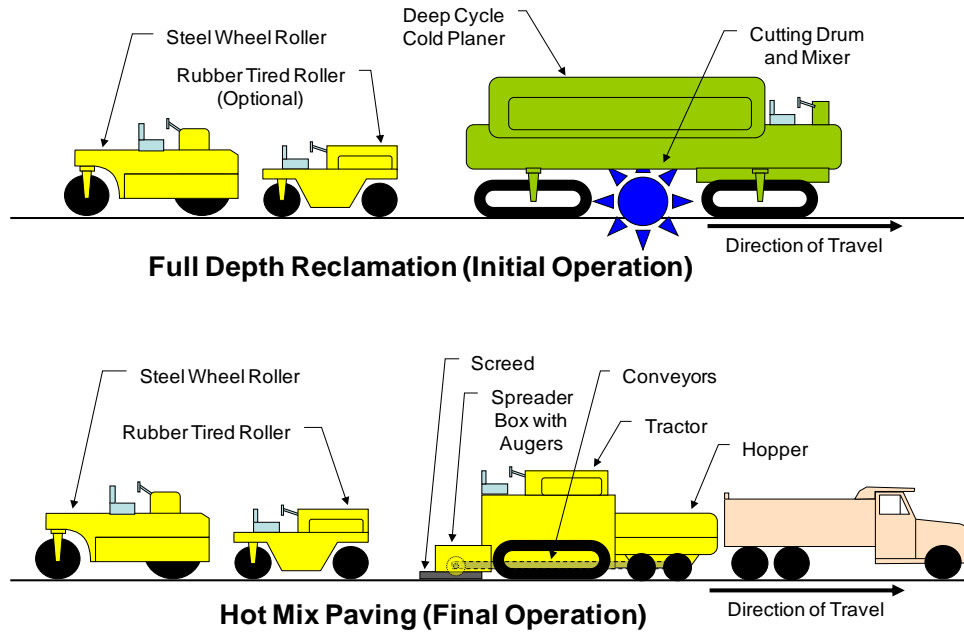 Deep Cycle
Cold Planer
Cutting Drum
and Mixer
Steel Wheel Roller
Rubber Tired Roller
(Optional)
Direction of Travel
Full Depth Reclamation (Initial Operation)
Screed
Conveyors
Steel Wheel Roller
Spreader
Box with
Augers
Tractor
Rubber Tired Roller
Hopper
Direction of Travel
Hot Mix Paving (Final Operation)